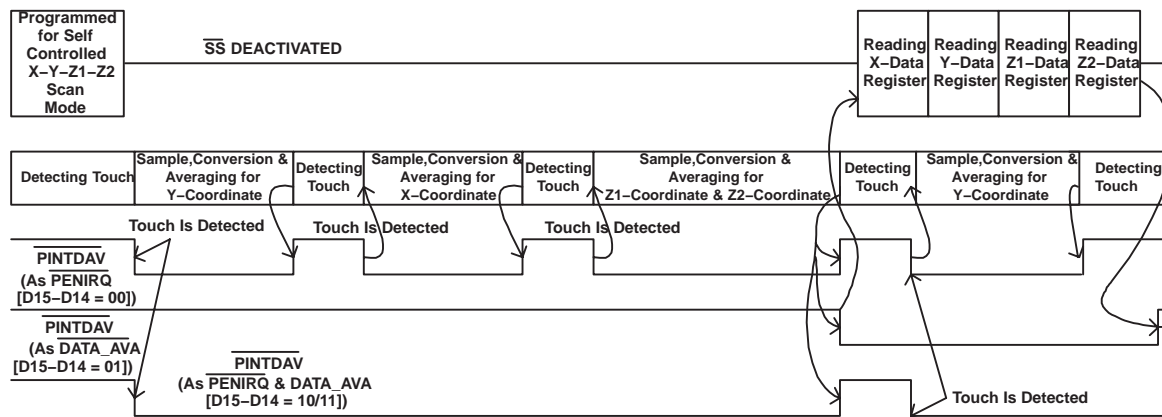 Programmed
for Self
Controlled
X–Y–Z1–Z2
Scan
Mode
SS DEACTIVATED
Reading
X–Data
Register
Reading
Y–Data
Register
Reading
Z1–Data
Register
Reading
Z2–Data
Register
Detecting Touch
Sample,Conversion &
Averaging for
Y–Coordinate
Detecting
Touch
Sample,Conversion &
Averaging for
X–Coordinate
Detecting
Touch
Sample,Conversion &
Averaging for
Z1–Coordinate & Z2–Coordinate
Detecting
Touch
Sample,Conversion &
Averaging for
Y–Coordinate
Detecting
Touch
Touch Is Detected
Touch Is Detected
Touch Is Detected
PINTDAV
(As PENIRQ
[D15–D14 = 00])
PINTDAV
(As DATA_AVA
[D15–D14 = 01])
PINTDAV
(As PENIRQ & DATA_AVA
[D15–D14 = 10/11])
Touch Is Detected